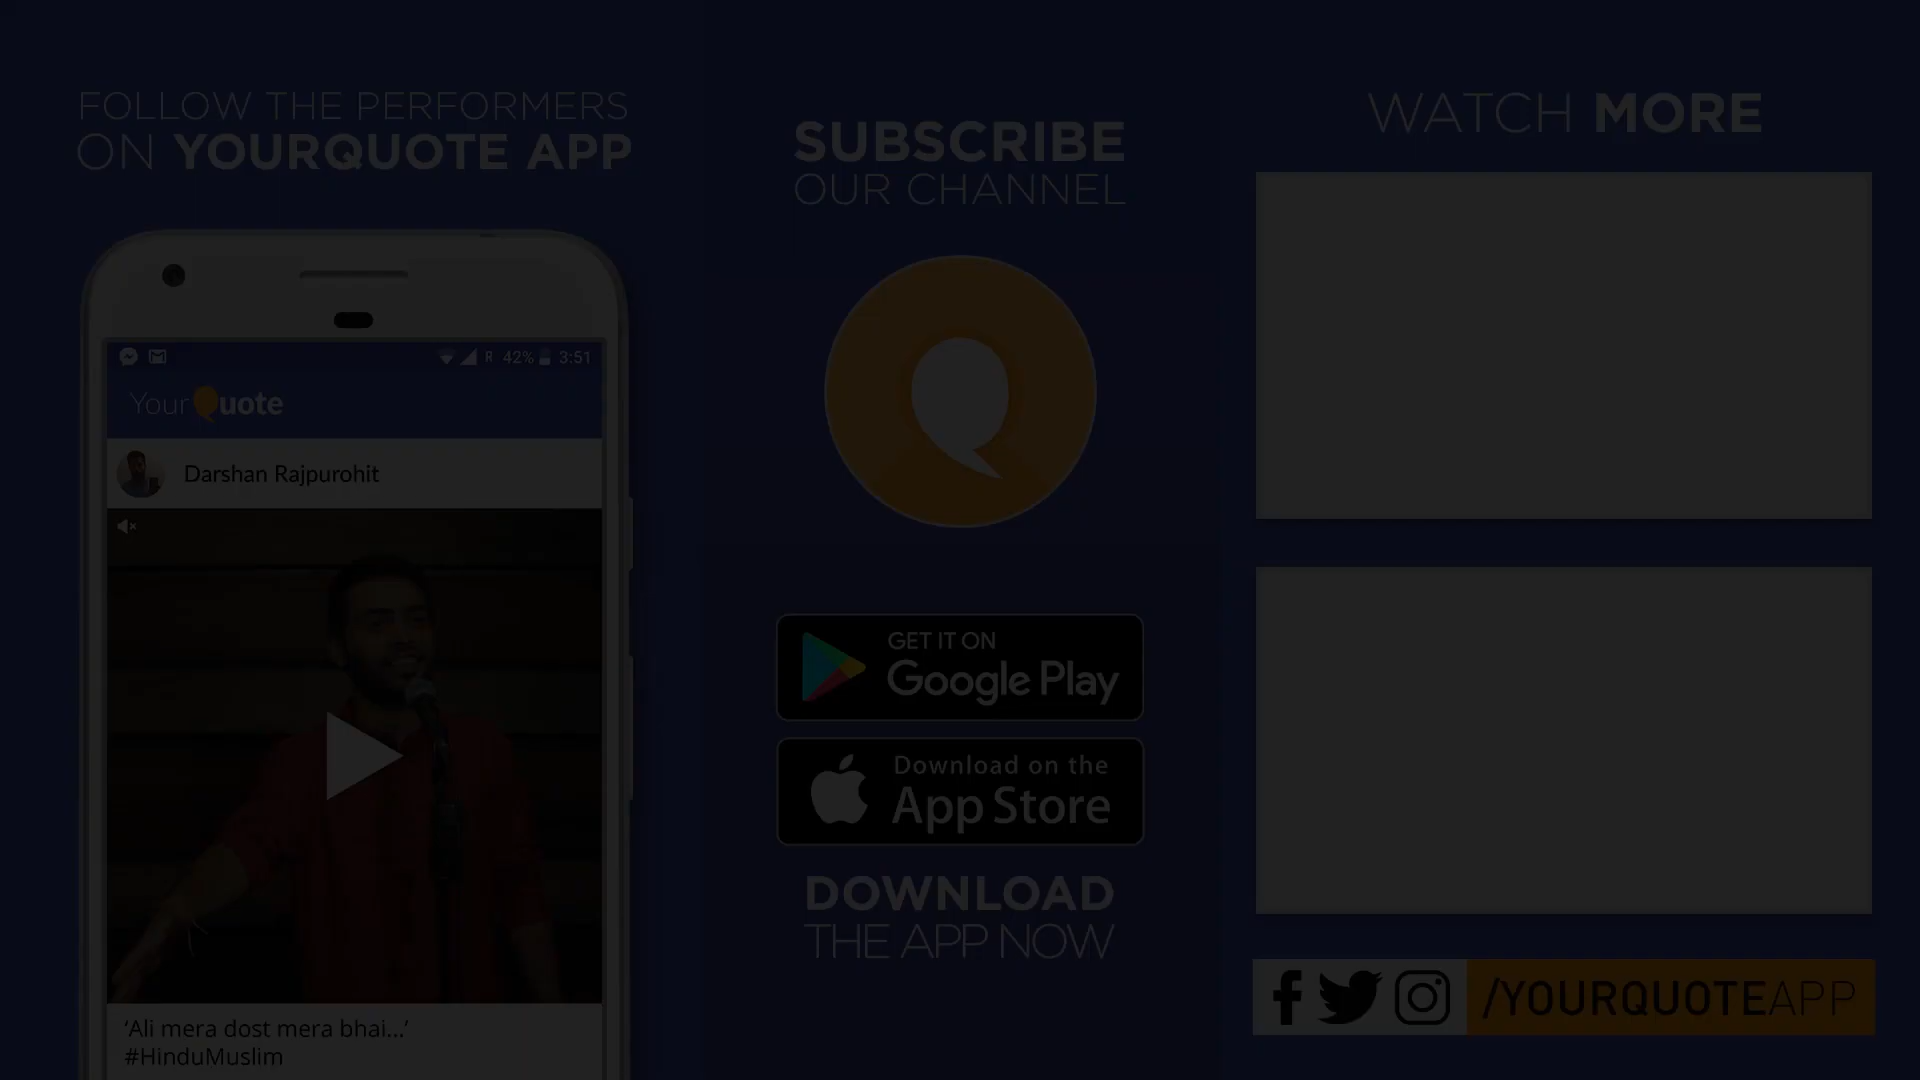 FOLLOW THE PERFORMERS
ON YOURQUOTE APP
R 42% 3:51
YourQuote
Darshan Rajpurohit
‘Ali mera dost mera bhai...’
#HinduMuslim
SUBSCRIBE
OUR CHANNEL
GET IT ON
Google Play
Download on the
App Store
DOWNLOAD
THE APP NOW
WATCH MORE
/YOURQUOTEAPP